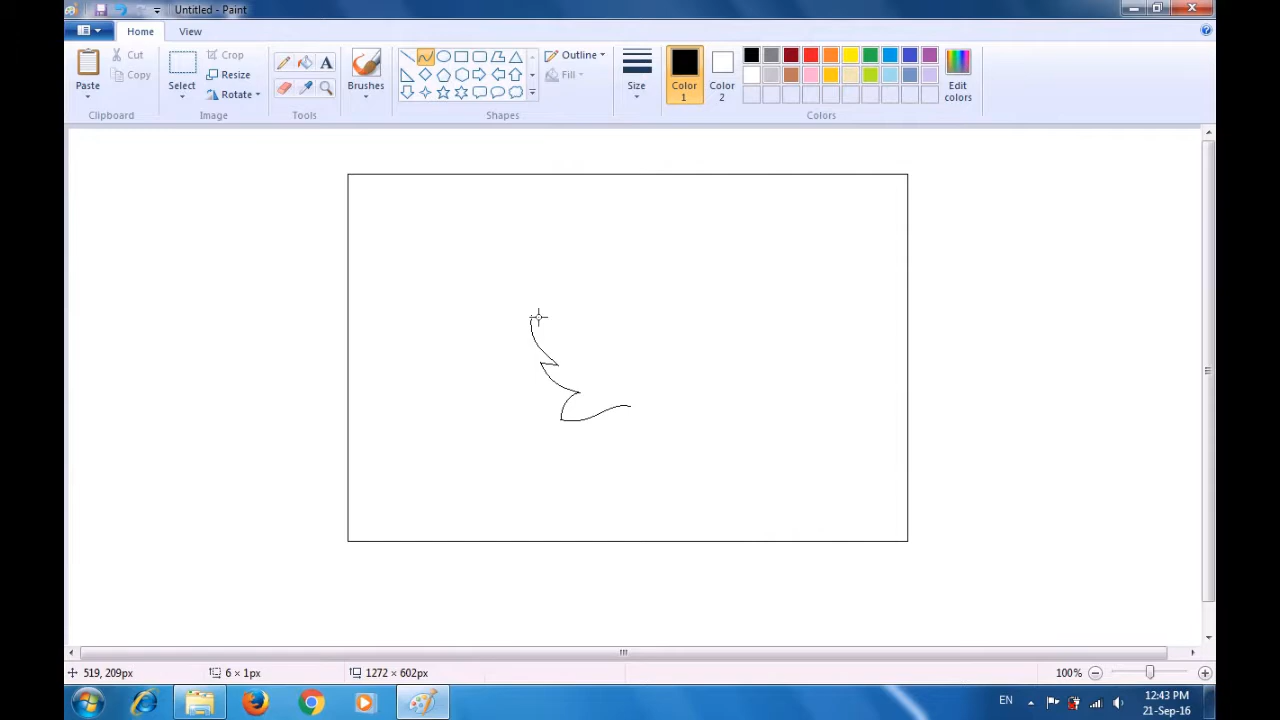 Untitled - Paint
Home
View
Paste
Cut
Copy
Clipboard
Select
Crop
Resize
Rotate
Image
A
Tools
Brushes
Shapes
Outline
Fill
Size
Color 1
Color 2
Edit colors
Colors
519, 209px
6 × 1px
1272 × 602px
100%
EN
12:43 PM
21-Sep-16